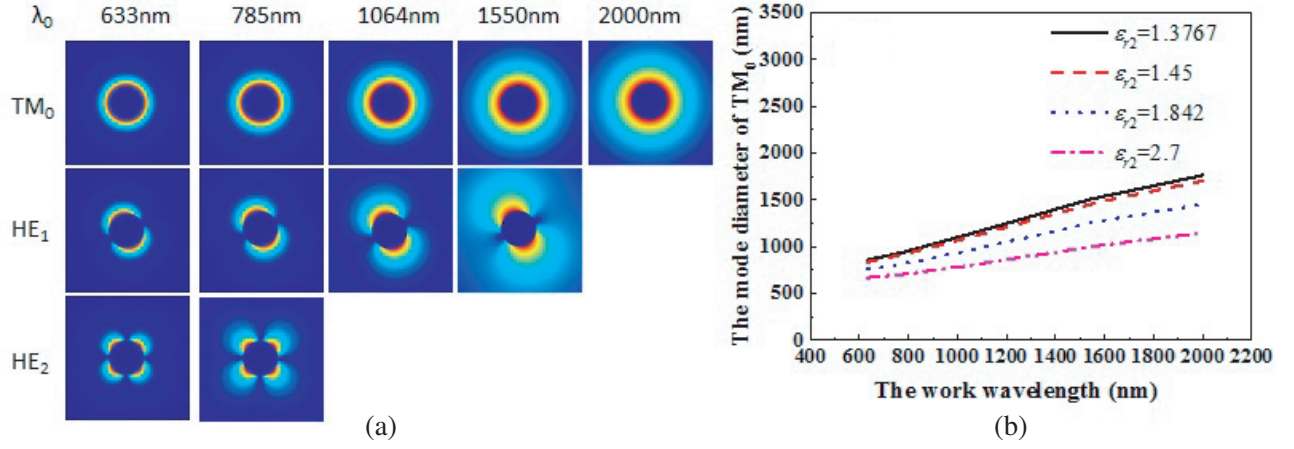 λ₀ 633nm 785nm 1064nm 1550nm 2000nm
TM₀
HE₁
HE₂
(a)
The mode diameter of TM₀ (nm)
3500
3000
2500
2000
1500
1000
500
0
εᵣ₂=1.3767
εᵣ₂=1.45
εᵣ₂=1.842
εᵣ₂=2.7
400 600 800 1000 1200 1400 1600 1800 2000 2200
The work wavelength (nm)
(b)